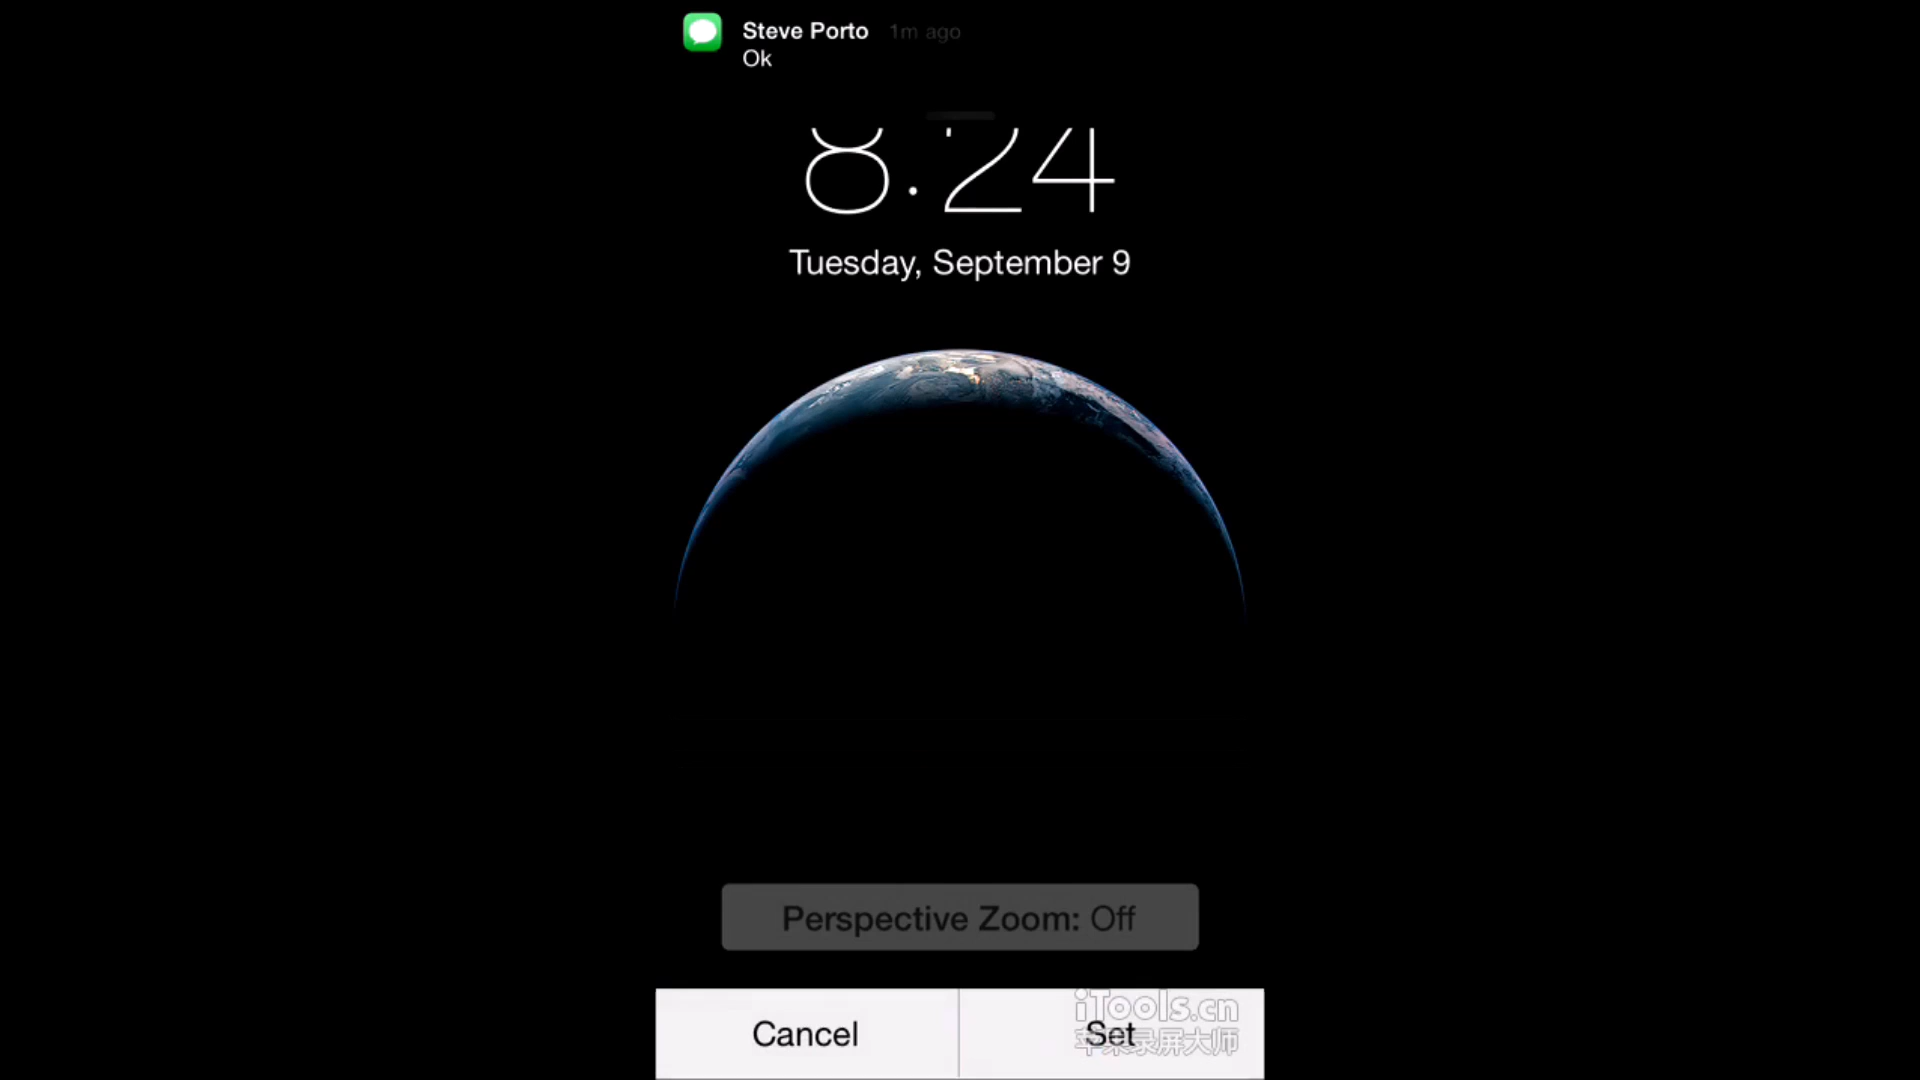 Steve Porto 1m ago
Ok
8:24
Tuesday, September 9
Perspective Zoom: Off
Cancel
Set
iTools.cn
苹果录屏大师